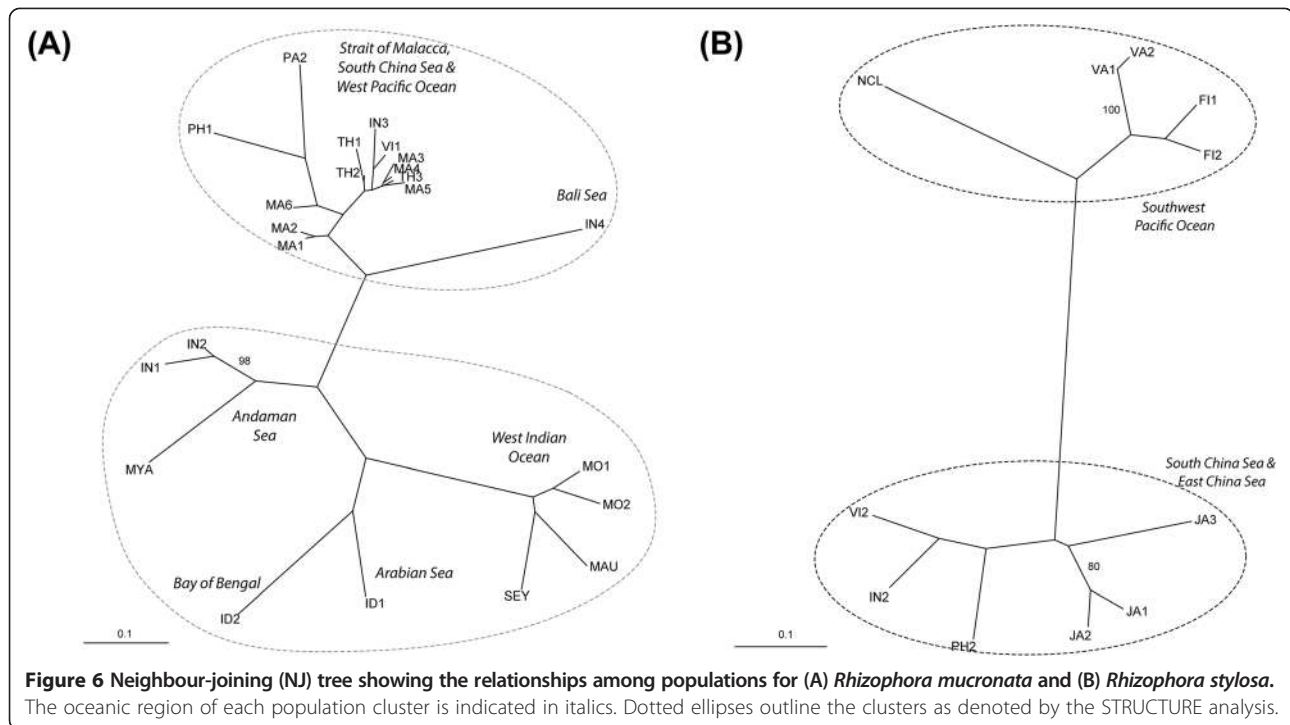 (A)
Strait of Malacca,
South China Sea &
West Pacific Ocean
PA2
PH1
IN3
TH1
VI1
MA3
MA4
TH2
TH3
MA5
MA6
MA2
MA1
Bali Sea
IN4
IN2
IN1
98
Andaman
Sea
MYA
West Indian
Ocean
MO1
MO2
MAU
SEY
Arabian Sea
Bay of Bengal
ID1
ID2
0.1
(B)
NCL
VA2
VA1
100
FI1
FI2
Southwest
Pacific Ocean
South China Sea &
East China Sea
VI2
JA3
80
IN2
JA1
JA2
PH2
0.1
Figure 6 Neighbour-joining (NJ) tree showing the relationships among populations for (A) Rhizophora mucronata and (B) Rhizophora stylosa.
The oceanic region of each population cluster is indicated in italics. Dotted ellipses outline the clusters as denoted by the STRUCTURE analysis.